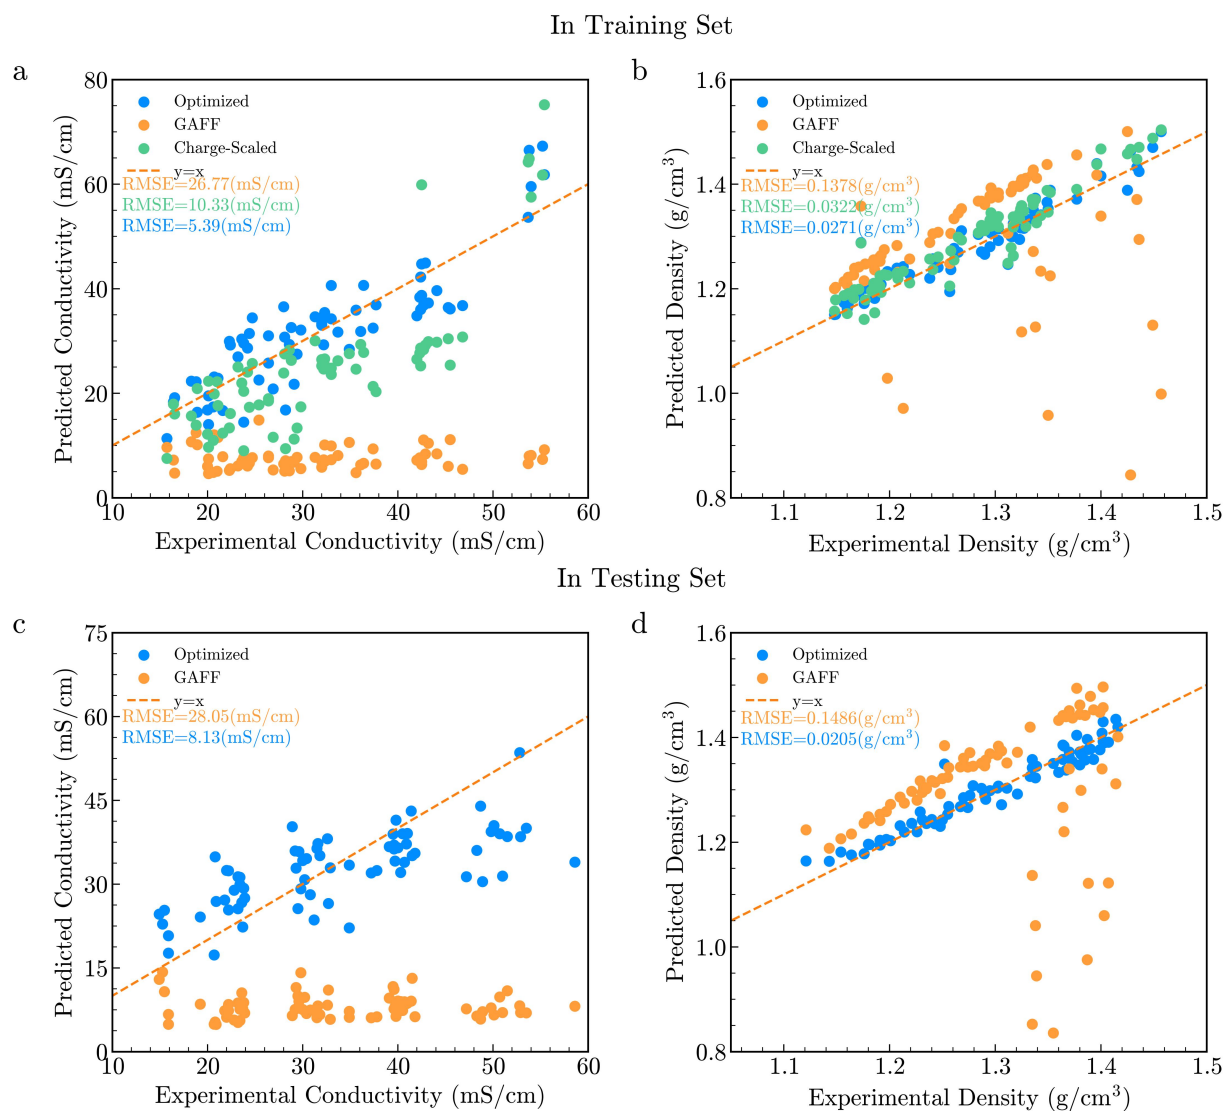 In Training Set
a
Predicted Conductivity (mS/cm)
80
60
40
20
0
Optimized
GAFF
Charge-Scaled
y=x
RMSE=26.77(mS/cm)
RMSE=10.33(mS/cm)
RMSE=5.39(mS/cm)
10 20 30 40 50 60
Experimental Conductivity (mS/cm)
b
Predicted Density (g/cm³)
1.6
1.4
1.2
1.0
0.8
Optimized
GAFF
Charge-Scaled
y=x
RMSE=0.1378(g/cm³)
RMSE=0.0322(g/cm³)
RMSE=0.0271(g/cm³)
1.1 1.2 1.3 1.4 1.5
Experimental Density (g/cm³)
In Testing Set
c
Predicted Conductivity (mS/cm)
75
60
45
30
15
0
Optimized
GAFF
y=x
RMSE=28.05(mS/cm)
RMSE=8.13(mS/cm)
10 20 30 40 50 60
Experimental Conductivity (mS/cm)
d
Predicted Density (g/cm³)
1.6
1.4
1.2
1.0
0.8
Optimized
GAFF
y=x
RMSE=0.1486(g/cm³)
RMSE=0.0205(g/cm³)
1.1 1.2 1.3 1.4 1.5
Experimental Density (g/cm³)